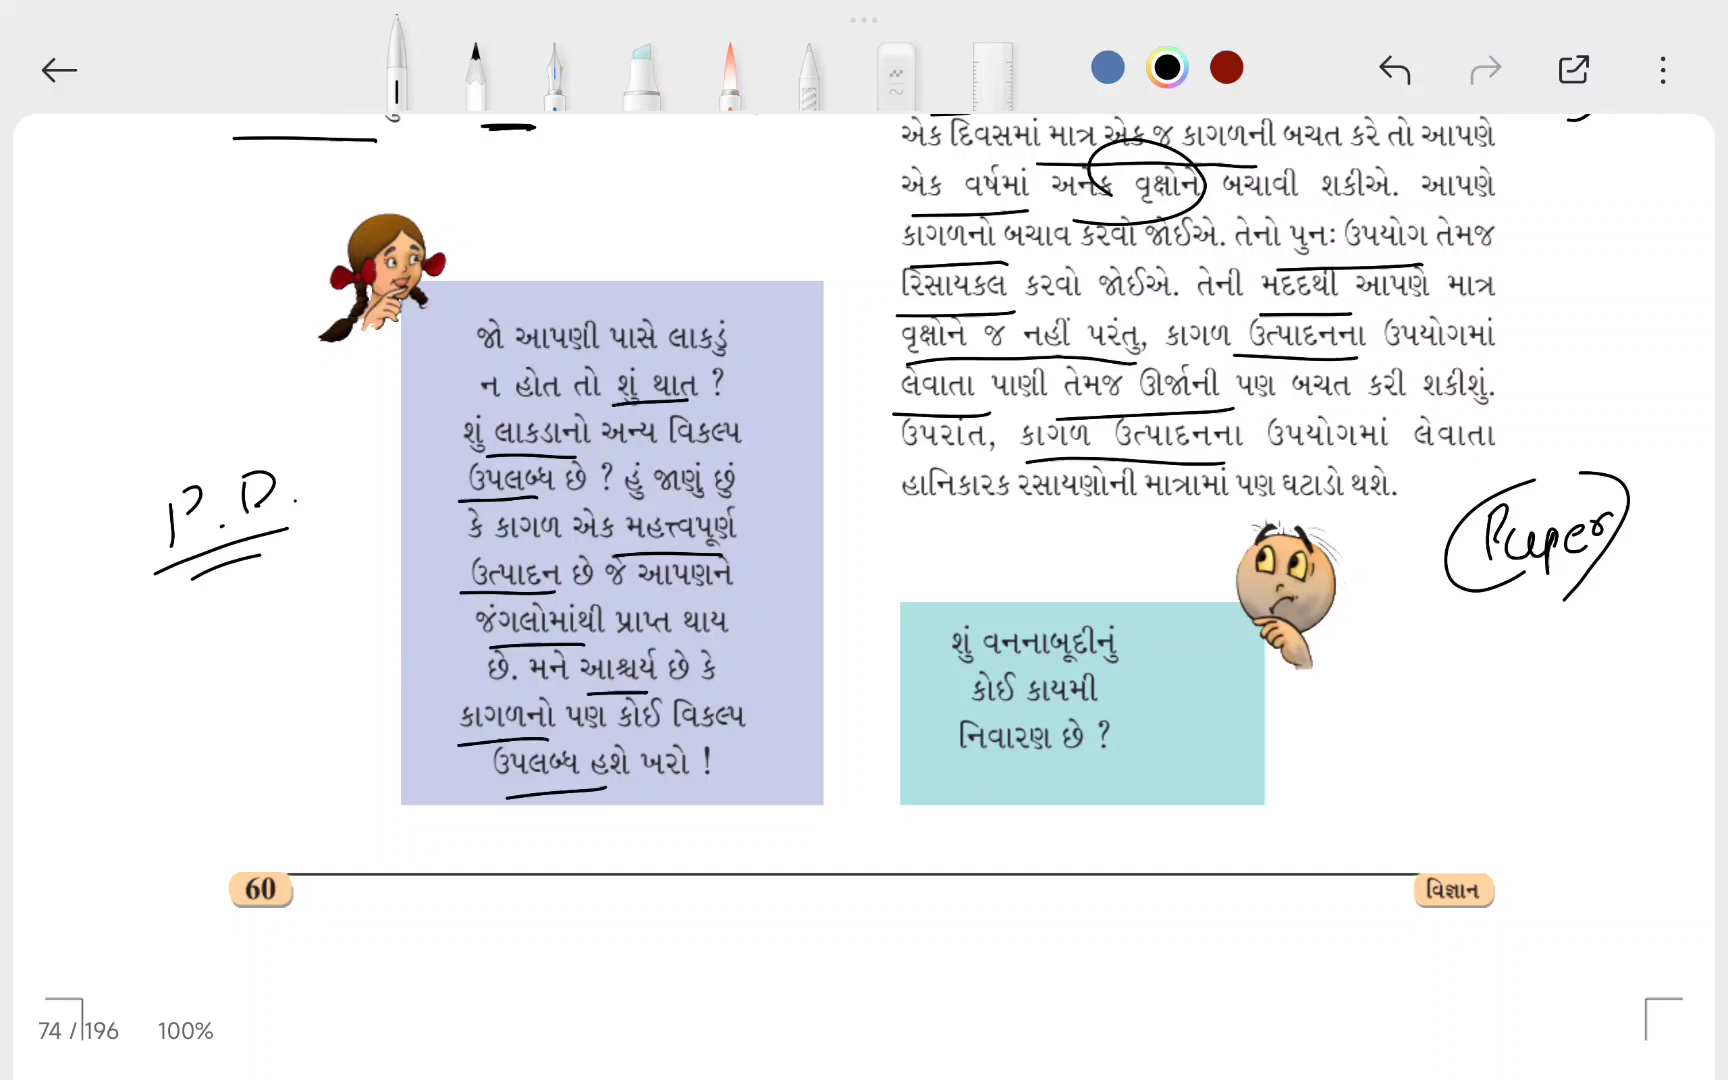 એક દિવસમાં માત્ર એક જ કાગળની બચત કરે તો આપણે
એક વર્ષમાં અનેક વૃક્ષોને બચાવી શકીએ. આપણે
કાગળનો બચાવ કરવો જોઈએ. તેનો પુનઃ ઉપયોગ તેમજ
રિસાયકલ કરવો જોઈએ. તેની મદદથી આપણે માત્ર
વૃક્ષોને જ નહીં પરંતુ, કાગળ ઉત્પાદનના ઉપયોગમાં
લેવાતા પાણી તેમજ ઊર્જાની પણ બચત કરી શકીશું.
ઉપરાંત, કાગળ ઉત્પાદનના ઉપયોગમાં લેવાતા
હાનિકારક રસાયણોની માત્રામાં પણ ઘટાડો થશે.
જો આપણી પાસે લાકડું
ન હોત તો શું થાત ?
શું લાકડાનો અન્ય વિકલ્પ
ઉપલબ્ધ છે ? હું જાણું છું
કે કાગળ એક મહત્ત્વપૂર્ણ
ઉત્પાદન છે જે આપણને
જંગલોમાંથી પ્રાપ્ત થાય
છે. મને આશ્ચર્ય છે કે
કાગળનો પણ કોઈ વિકલ્પ
ઉપલબ્ધ હશે ખરો !
P.D.
Paper
શું વનનાબૂદીનું
કોઈ કાયમી
નિવારણ છે ?
60
વિજ્ઞાન
74 / 196 100%